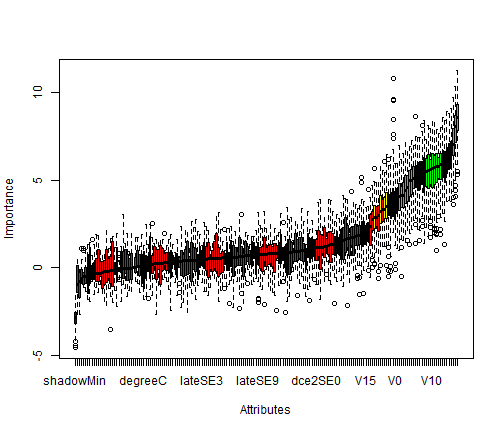 10
5
0
-5
Importance
shadowMin degreeC lateSE3 lateSE9 dce2SE0 V15 V0 V10
Attributes